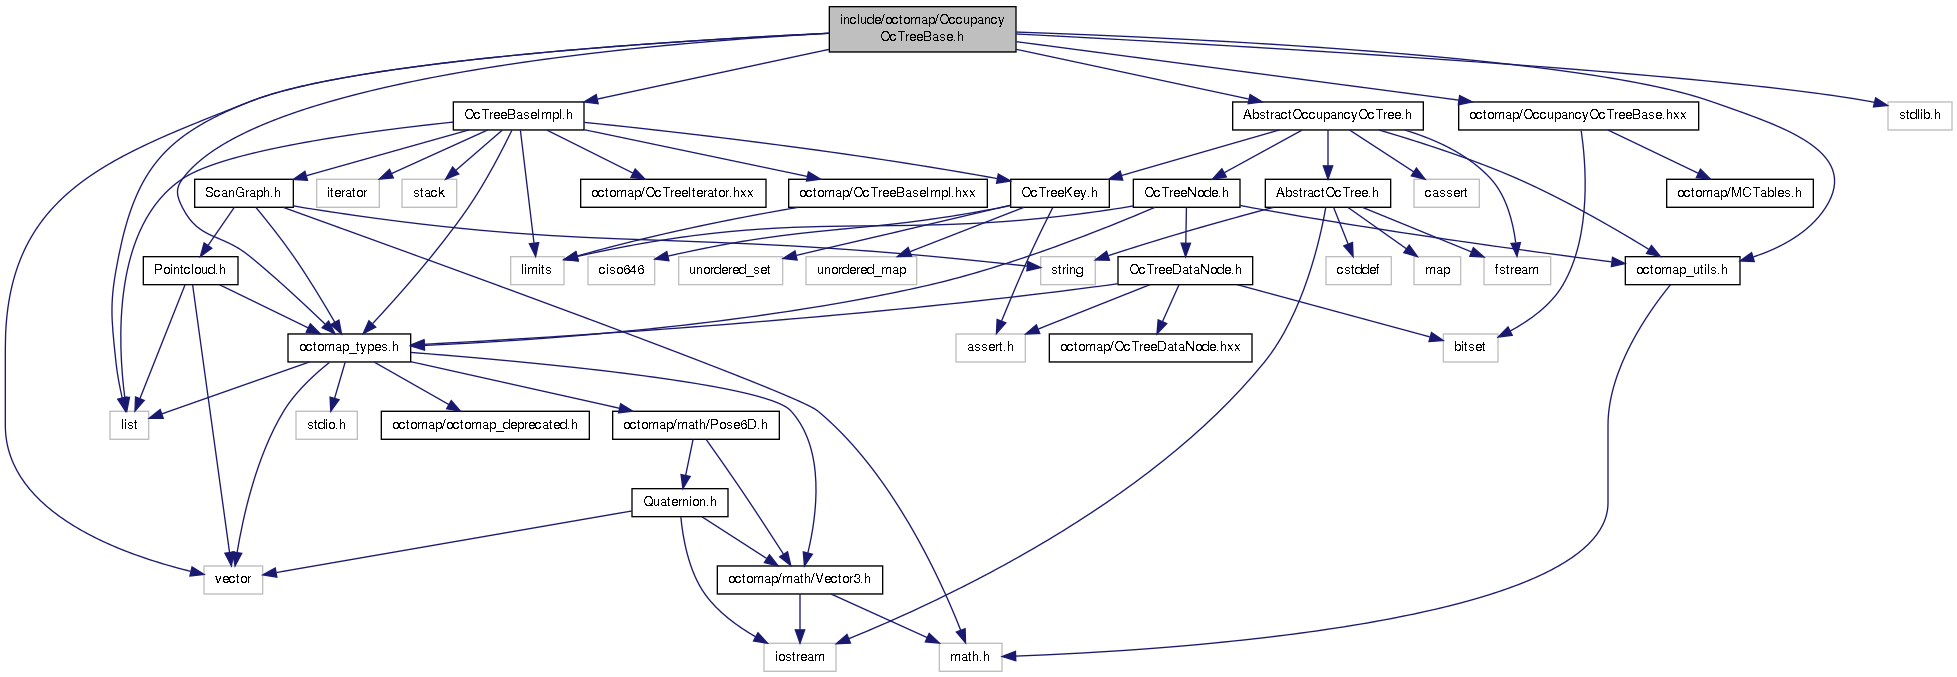 include/octomap/Occupancy
OcTreeBase.h
OcTreeBaseImpl.h
AbstractOccupancyOcTree.h
octomap/OccupancyOcTreeBase.hxx
stdlib.h
ScanGraph.h
iterator
stack
octomap/OcTreeIterator.hxx
octomap/OcTreeBaseImpl.hxx
OcTreeKey.h
OcTreeNode.h
AbstractOcTree.h
cassert
octomap/MCTables.h
Pointcloud.h
limits
ciso646
unordered_set
unordered_map
string
OcTreeDataNode.h
cstddef
map
fstream
octomap_utils.h
octomap_types.h
assert.h
octomap/OcTreeDataNode.hxx
bitset
list
stdio.h
octomap/octomap_deprecated.h
octomap/math/Pose6D.h
Quaternion.h
vector
octomap/math/Vector3.h
iostream
math.h